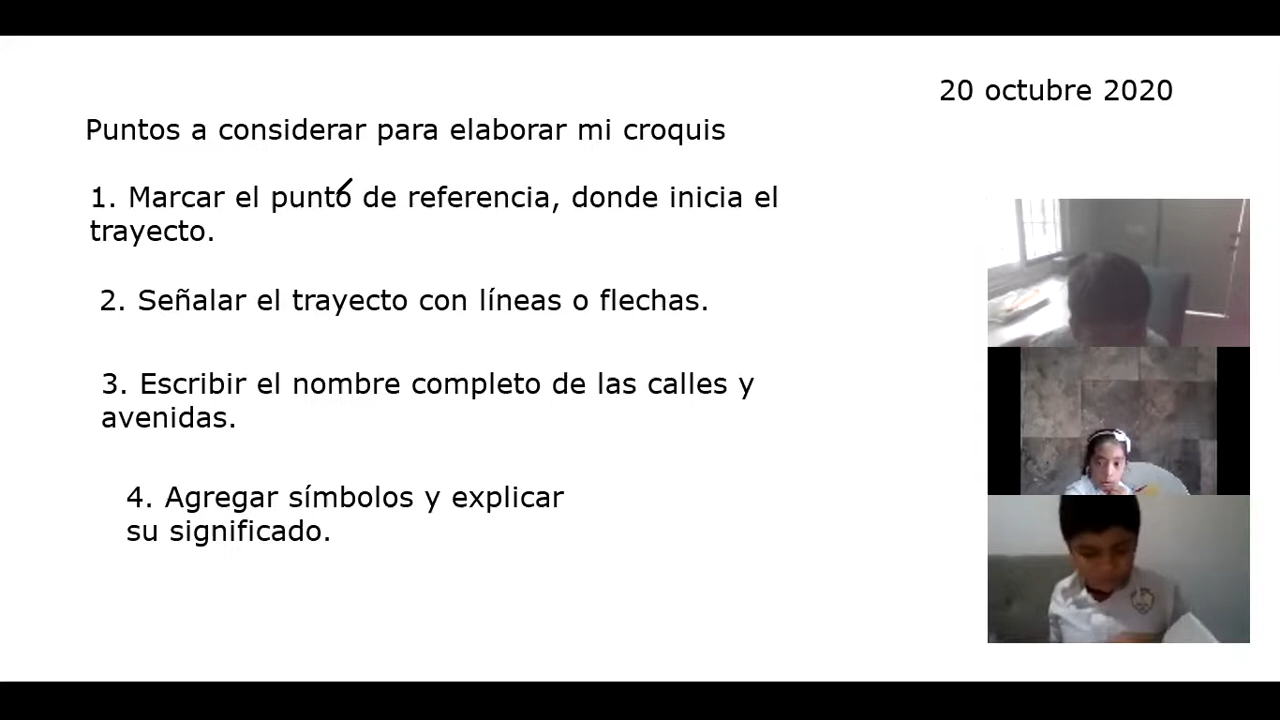 20 octubre 2020
Puntos a considerar para elaborar mi croquis
1. Marcar el punto de referencia, donde inicia el
trayecto.
2. Señalar el trayecto con líneas o flechas.
3. Escribir el nombre completo de las calles y
avenidas.
4. Agregar símbolos y explicar
su significado.